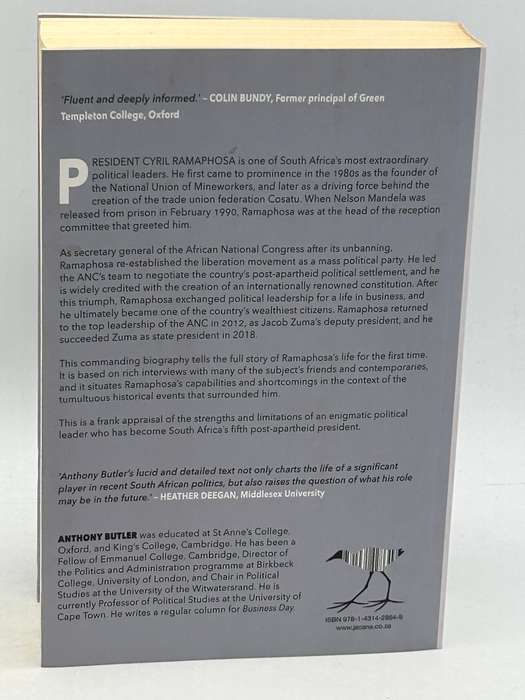 'Fluent and deeply informed.' – COLIN BUNDY, Former principal of Green
Templeton College, Oxford
PRESIDENT CYRIL RAMAPHOSA is one of South Africa's most extraordinary
political leaders. He first came to prominence in the 1980s as the founder of
the National Union of Mineworkers, and later as a driving force behind the
creation of the trade union federation Cosatu. When Nelson Mandela was
released from prison in February 1990, Ramaphosa was at the head of the reception
committee that greeted him.
As secretary general of the African National Congress after its unbanning,
Ramaphosa re-established the liberation movement as a mass political party. He led
the ANC's team to negotiate the country's post-apartheid political settlement, and he
is widely credited with the creation of an internationally renowned constitution. After
this triumph, Ramaphosa exchanged political leadership for a life in business, and
he ultimately became one of the country's wealthiest citizens. Ramaphosa returned
to the top leadership of the ANC in 2012, as Jacob Zuma's deputy president, and he
succeeded Zuma as state president in 2018.
This commanding biography tells the full story of Ramaphosa's life for the first time.
It is based on rich interviews with many of the subject's friends and contemporaries,
and it situates Ramaphosa's capabilities and shortcomings in the context of the
tumultuous historical events that surrounded him.
This is a frank appraisal of the strengths and limitations of an enigmatic political
leader who has become South Africa's fifth post-apartheid president.
'Anthony Butler's lucid and detailed text not only charts the life of a significant
player in recent South African politics, but also raises the question of what his role
may be in the future.' – HEATHER DEEGAN, Middlesex University
ANTHONY BUTLER was educated at St Anne's College,
Oxford, and King's College, Cambridge. He has been a
Fellow of Emmanuel College, Cambridge, Director of
the Politics and Administration programme at Birkbeck
College, University of London, and Chair in Political
Studies at the University of the Witwatersrand. He is
currently Professor of Political Studies at the University of
Cape Town. He writes a regular column for Business Day.
ISBN 978-1-4314-2884-9
www.jacana.co.za